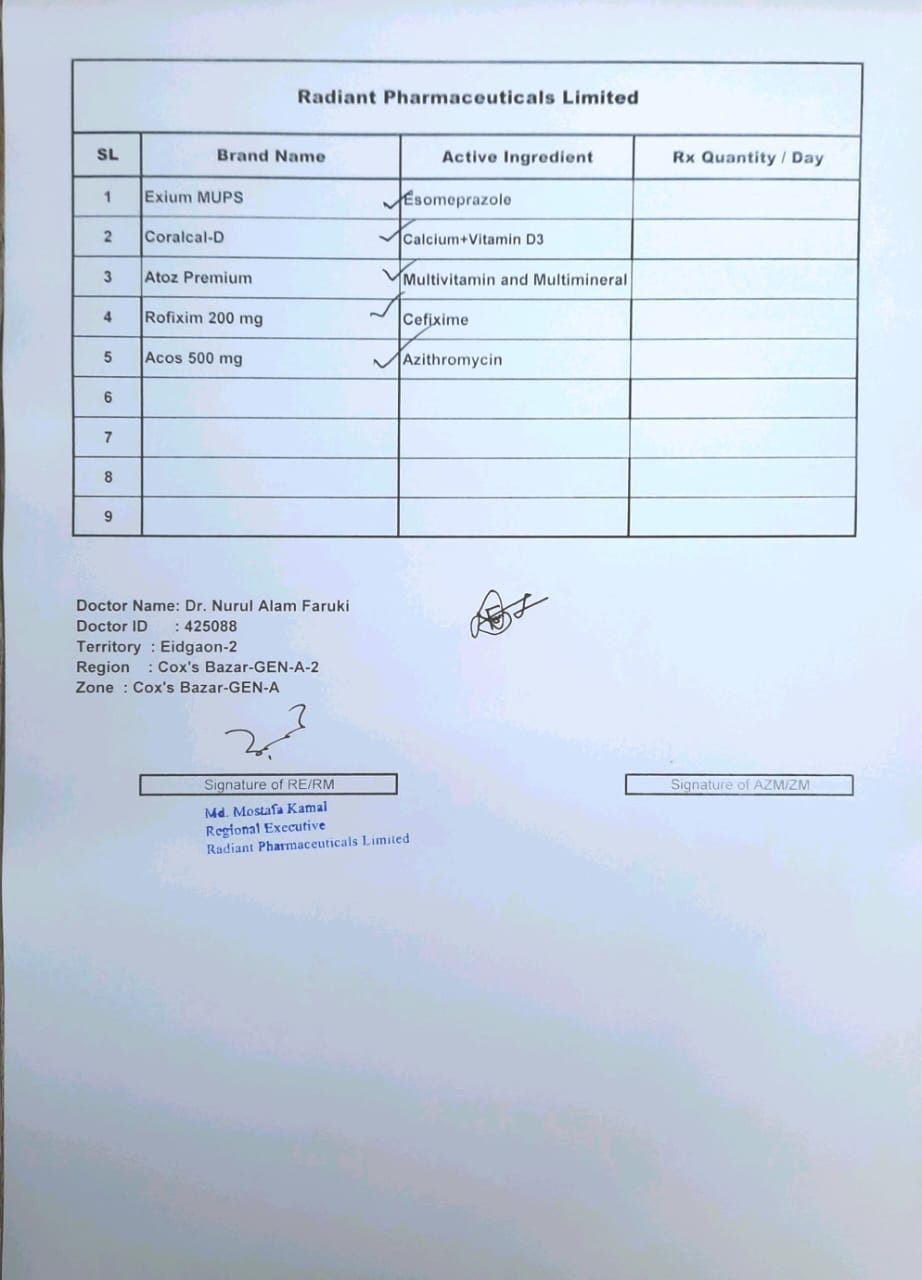 Radiant Pharmaceuticals Limited
SL Brand Name Active Ingredient Rx Quantity / Day
1 Exium MUPS Esomeprazole
2 Coralcal-D Calcium+Vitamin D3
3 Atoz Premium Multivitamin and Multimineral
4 Rofixim 200 mg Cefixime
5 Acos 500 mg Azithromycin
6
7
8
9
Doctor Name: Dr. Nurul Alam Faruki
Doctor ID : 425088
Territory : Eidgaon-2
Region : Cox's Bazar-GEN-A-2
Zone : Cox's Bazar-GEN-A
Signature of RE/RM Signature of AZM/ZM
Md. Mostafa Kamal
Regional Executive
Radiant Pharmaceuticals Limited